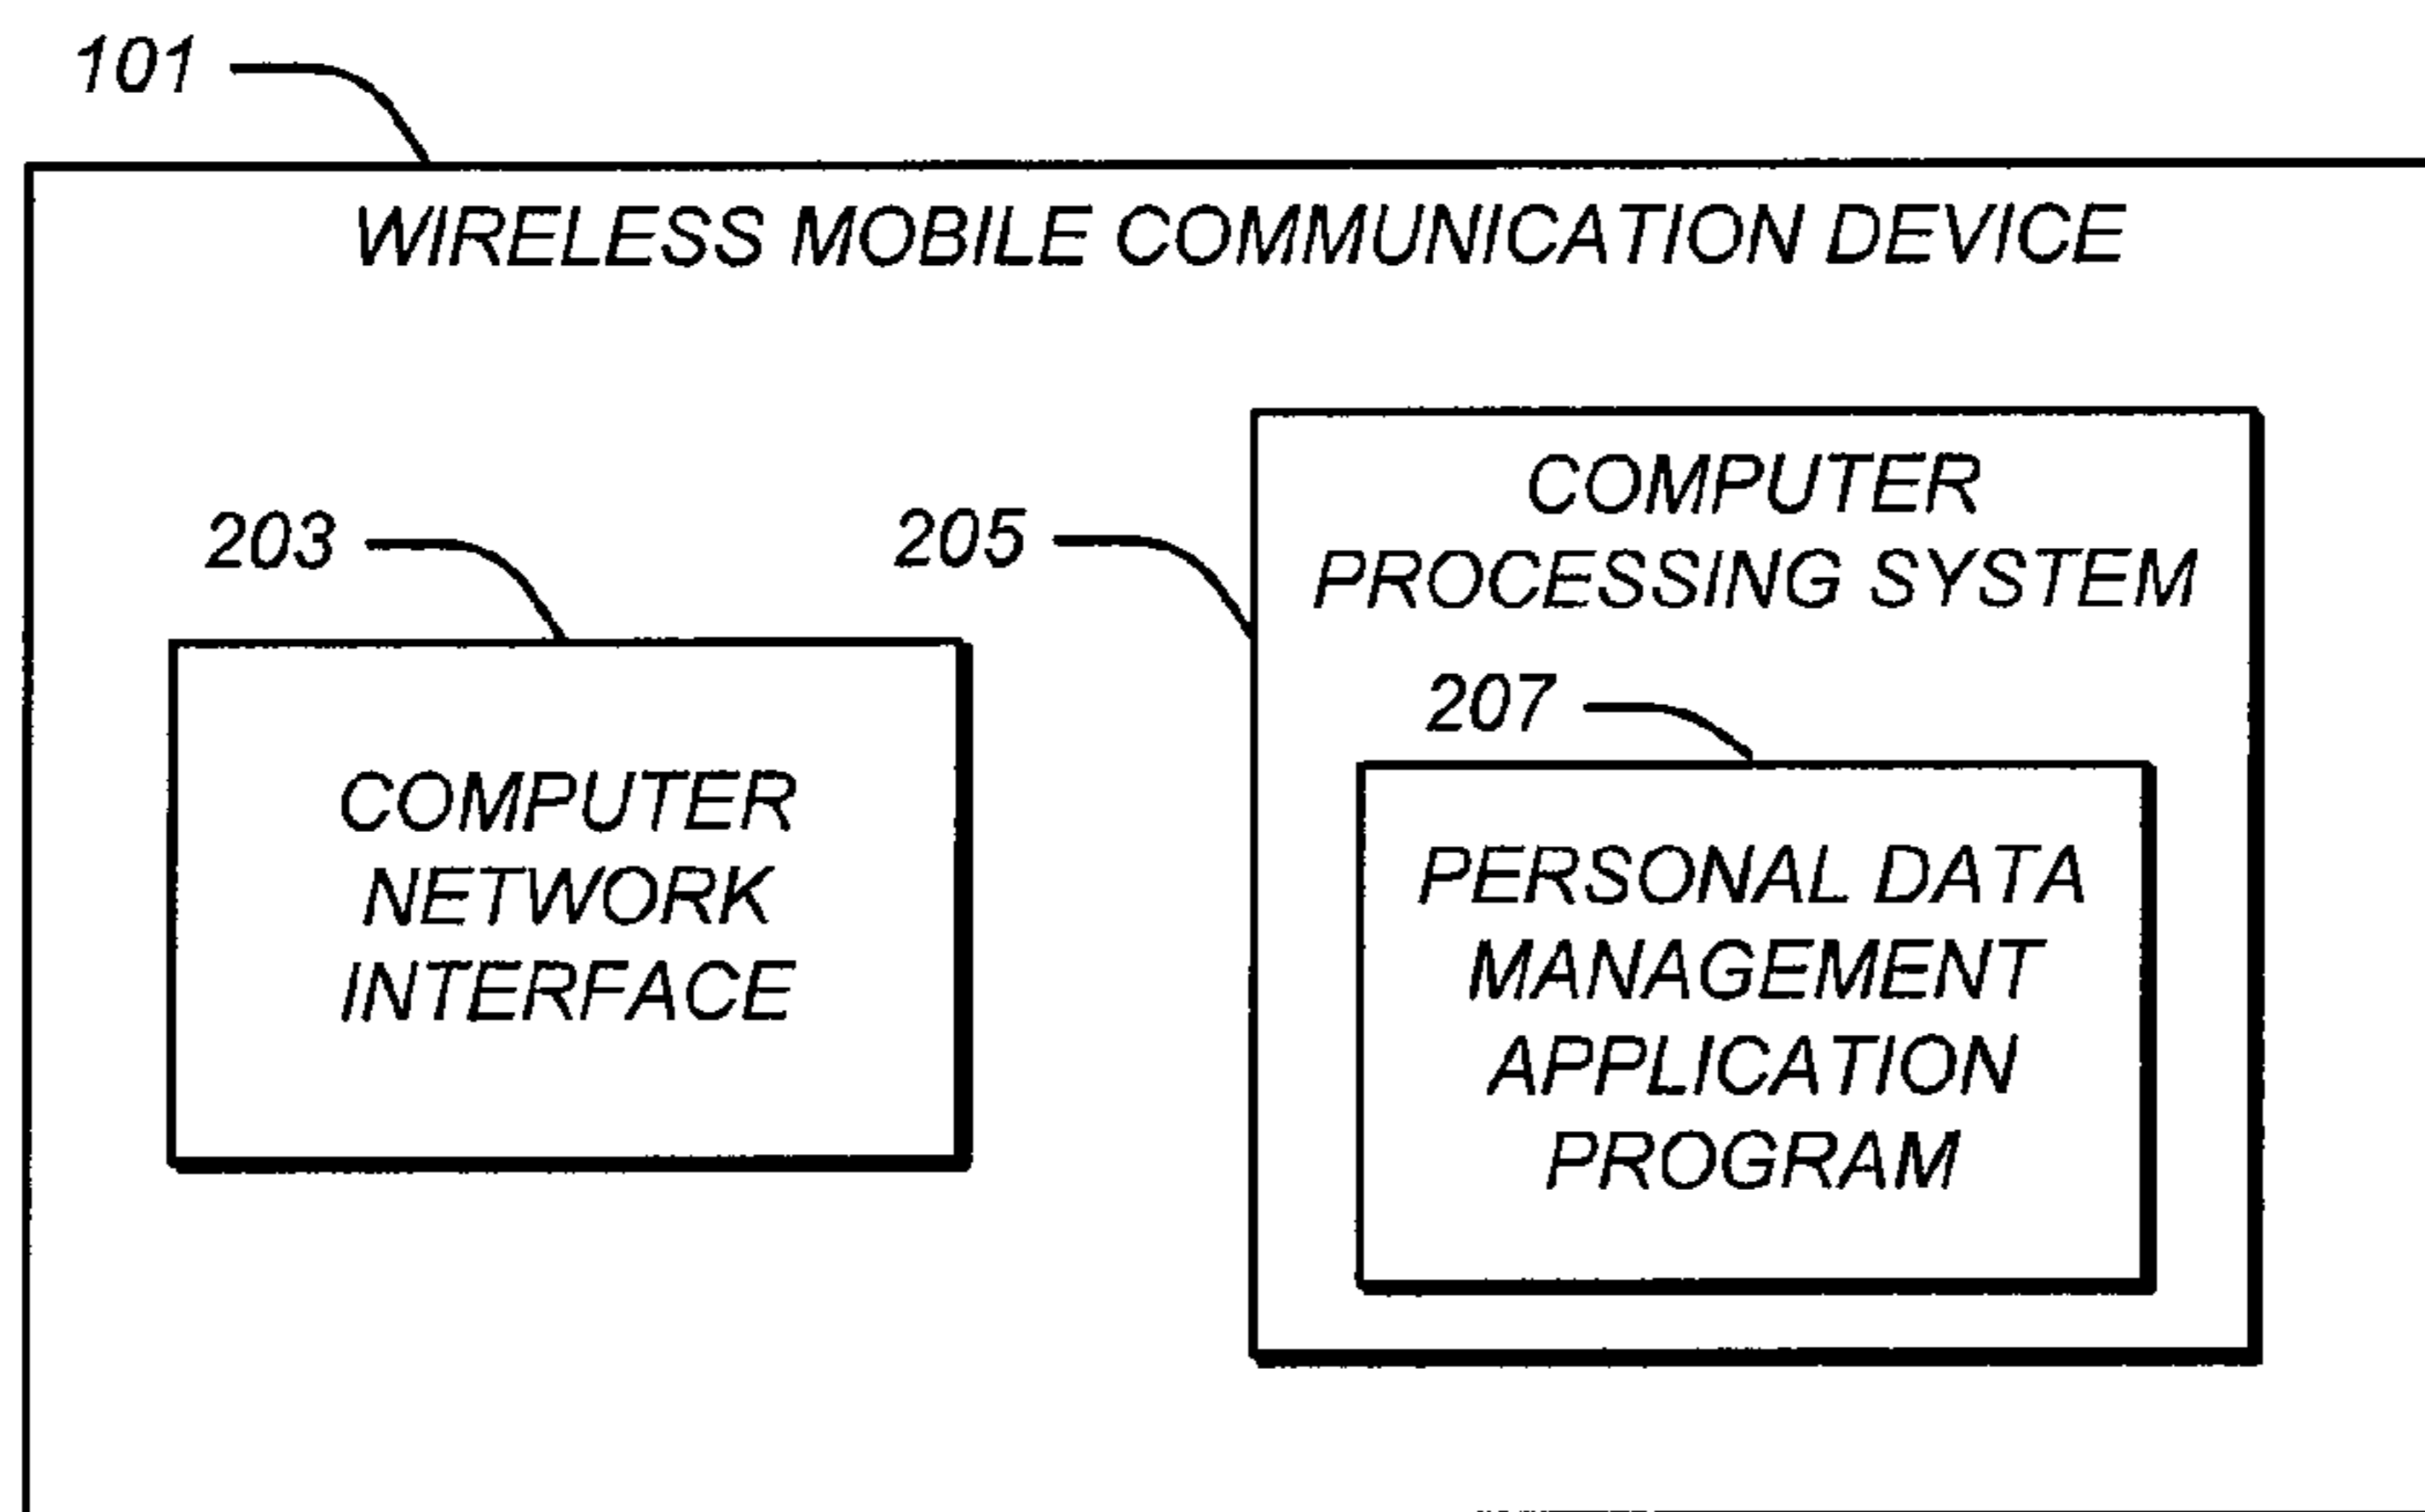 101
WIRELESS MOBILE COMMUNICATION DEVICE
203
COMPUTER
NETWORK
INTERFACE
205
COMPUTER
PROCESSING SYSTEM
207
PERSONAL DATA
MANAGEMENT
APPLICATION
PROGRAM